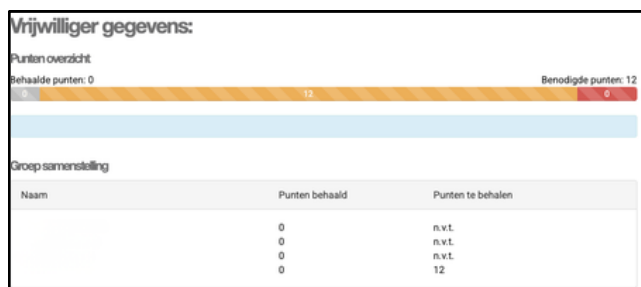 Vrijwilliger gegevens:
Punten overzicht
Behaalde punten: 0 Benodigde punten: 12
0 12 0
Groep samenstelling
Naam Punten behaald Punten te behalen
0 n.v.t.
0 n.v.t.
0 n.v.t.
0 12